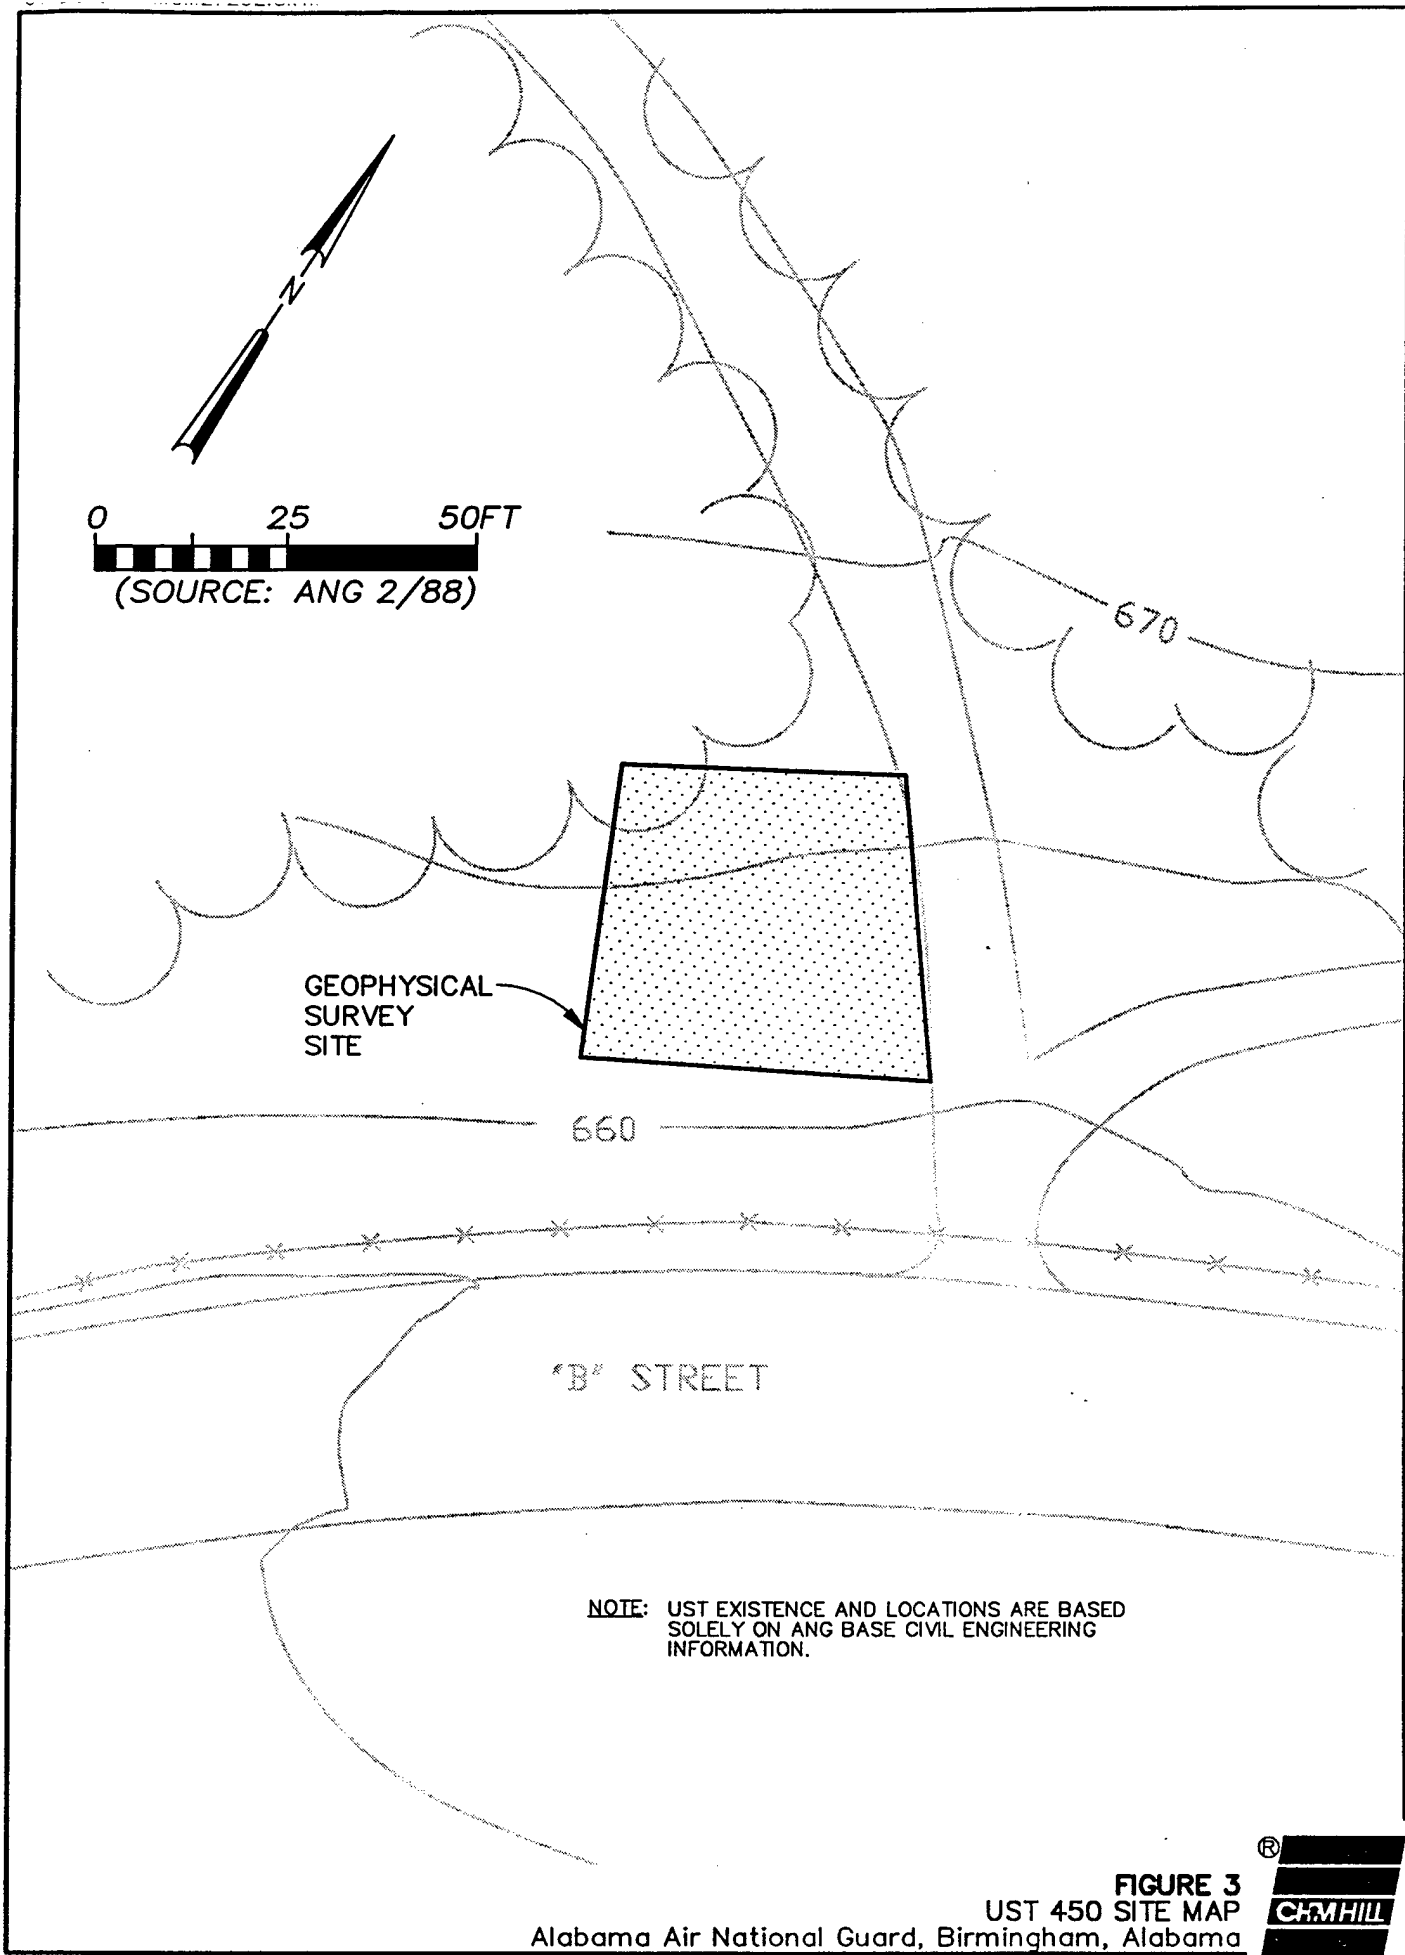 N
0 25 50FT
(SOURCE: ANG 2/88)
670
GEOPHYSICAL
SURVEY
SITE
660
"B" STREET
NOTE: UST EXISTENCE AND LOCATIONS ARE BASED
SOLELY ON ANG BASE CIVIL ENGINEERING
INFORMATION.
®
FIGURE 3
UST 450 SITE MAP
CH2M HILL
Alabama Air National Guard, Birmingham, Alabama